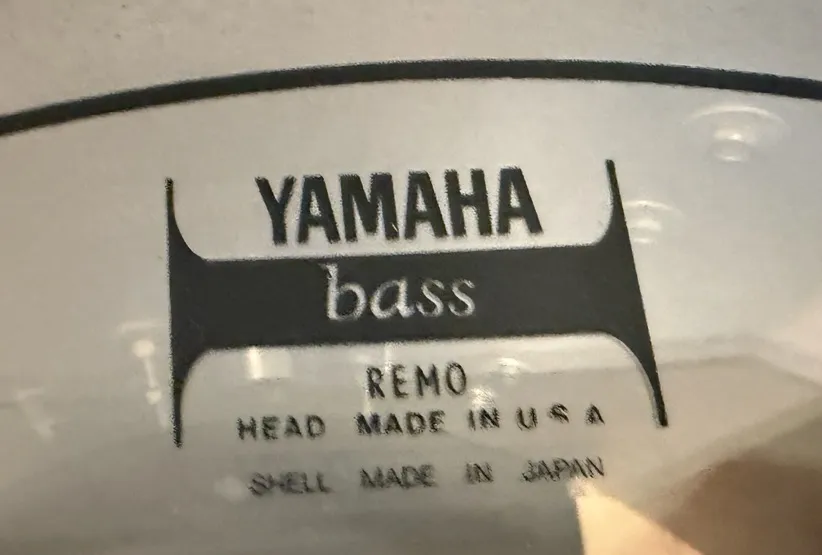 YAMAHA
bass
REMO
HEAD MADE IN U S A
SHELL MADE IN JAPAN